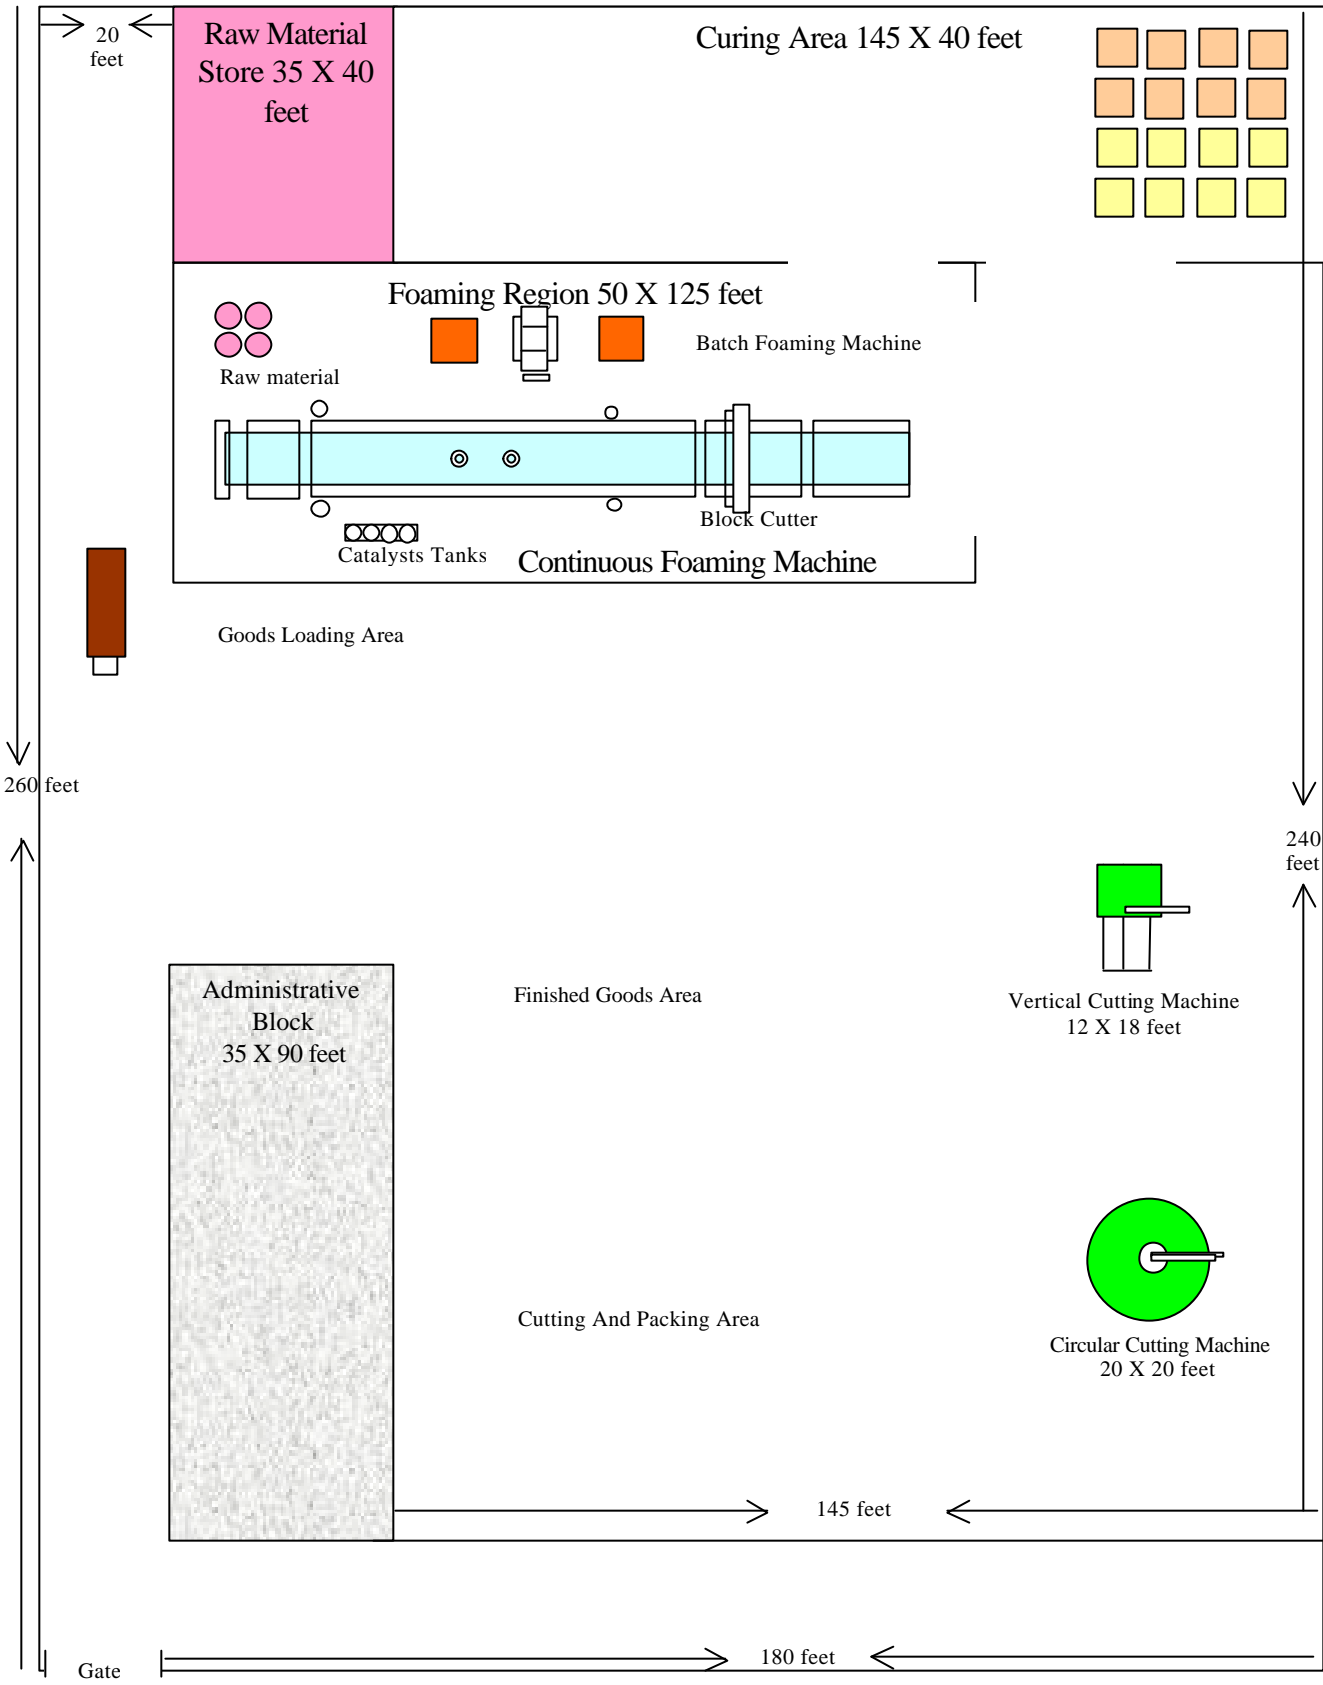 20
feet
Raw Material
Store 35 X 40
feet
Curing Area 145 X 40 feet
Foaming Region 50 X 125 feet
Batch Foaming Machine
Raw material
Block Cutter
Catalysts Tanks
Continuous Foaming Machine
Goods Loading Area
260 feet
240
feet
Administrative
Block
35 X 90 feet
Finished Goods Area
Vertical Cutting Machine
12 X 18 feet
Cutting And Packing Area
Circular Cutting Machine
20 X 20 feet
145 feet
180 feet
Gate